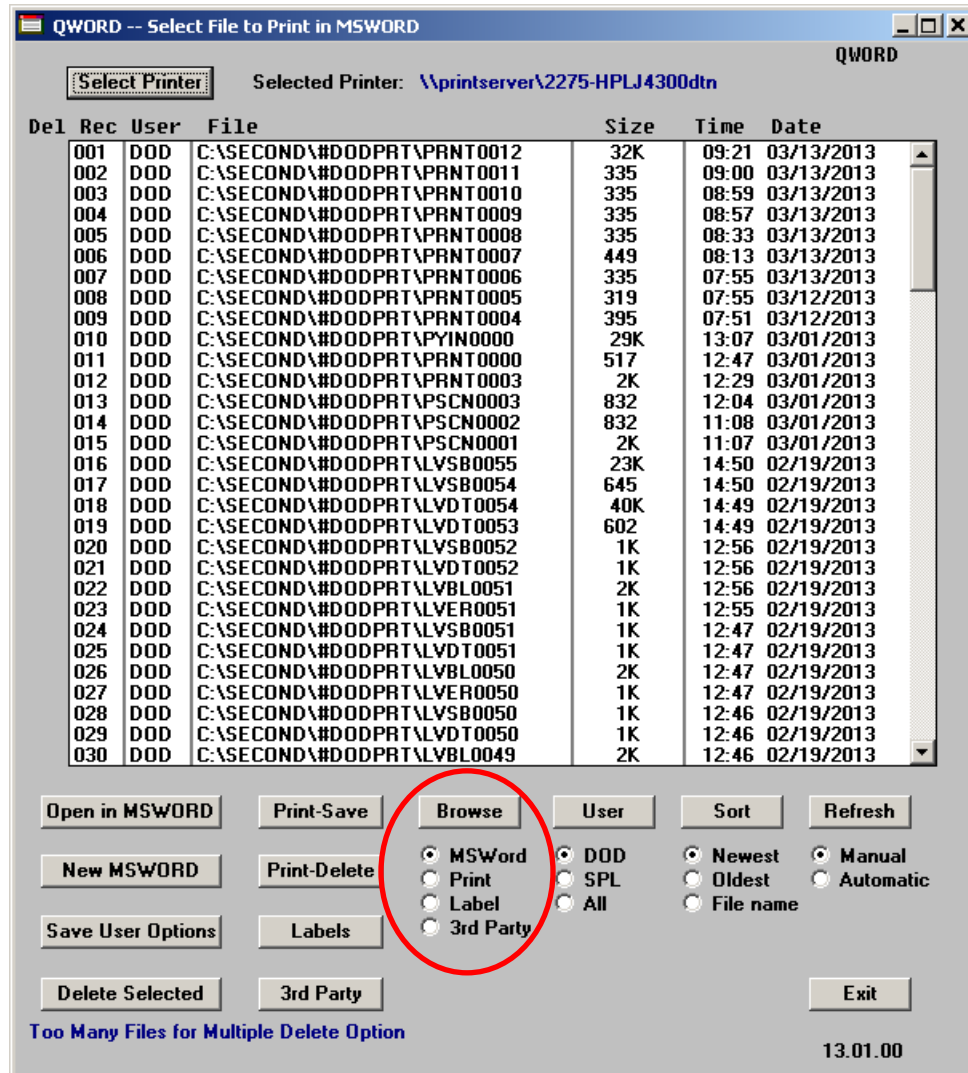 QWORD -- Select File to Print in MSWORD
QWORD
Select Printer Selected Printer: \\printserver\2275-HPLJ4300dtn
Del Rec User File Size Time Date
001 DOD C:\SECOND\#DODPRT\PRNT0012 32K 09:21 03/13/2013
002 DOD C:\SECOND\#DODPRT\PRNT0011 335 09:00 03/13/2013
003 DOD C:\SECOND\#DODPRT\PRNT0010 335 08:59 03/13/2013
004 DOD C:\SECOND\#DODPRT\PRNT0009 335 08:57 03/13/2013
005 DOD C:\SECOND\#DODPRT\PRNT0008 335 08:33 03/13/2013
006 DOD C:\SECOND\#DODPRT\PRNT0007 449 08:13 03/13/2013
007 DOD C:\SECOND\#DODPRT\PRNT0006 335 07:55 03/13/2013
008 DOD C:\SECOND\#DODPRT\PRNT0005 319 07:55 03/12/2013
009 DOD C:\SECOND\#DODPRT\PRNT0004 395 07:51 03/12/2013
010 DOD C:\SECOND\#DODPRT\PYIN0000 29K 13:07 03/01/2013
011 DOD C:\SECOND\#DODPRT\PRNT0000 517 12:47 03/01/2013
012 DOD C:\SECOND\#DODPRT\PRNT0003 2K 12:29 03/01/2013
013 DOD C:\SECOND\#DODPRT\PSCN0003 832 12:04 03/01/2013
014 DOD C:\SECOND\#DODPRT\PSCN0002 832 11:08 03/01/2013
015 DOD C:\SECOND\#DODPRT\PSCN0001 2K 11:07 03/01/2013
016 DOD C:\SECOND\#DODPRT\LVSB0055 23K 14:50 02/19/2013
017 DOD C:\SECOND\#DODPRT\LVSB0054 645 14:50 02/19/2013
018 DOD C:\SECOND\#DODPRT\LVDT0054 40K 14:49 02/19/2013
019 DOD C:\SECOND\#DODPRT\LVDT0053 602 14:49 02/19/2013
020 DOD C:\SECOND\#DODPRT\LVSB0052 1K 12:56 02/19/2013
021 DOD C:\SECOND\#DODPRT\LVDT0052 1K 12:56 02/19/2013
022 DOD C:\SECOND\#DODPRT\LVBL0051 2K 12:56 02/19/2013
023 DOD C:\SECOND\#DODPRT\LVER0051 1K 12:55 02/19/2013
024 DOD C:\SECOND\#DODPRT\LVSB0051 1K 12:47 02/19/2013
025 DOD C:\SECOND\#DODPRT\LVDT0051 1K 12:47 02/19/2013
026 DOD C:\SECOND\#DODPRT\LVBL0050 2K 12:47 02/19/2013
027 DOD C:\SECOND\#DODPRT\LVER0050 1K 12:47 02/19/2013
028 DOD C:\SECOND\#DODPRT\LVSB0050 1K 12:46 02/19/2013
029 DOD C:\SECOND\#DODPRT\LVDT0050 1K 12:46 02/19/2013
030 DOD C:\SECOND\#DODPRT\LVBL0049 2K 12:46 02/19/2013
Open in MSWORD Print-Save Browse User Sort Refresh
New MSWORD Print-Delete MSWord DOD Newest Manual
Print SPL Oldest Automatic
Label All File name
Save User Options Labels 3rd Party
Delete Selected 3rd Party Exit
Too Many Files for Multiple Delete Option
13.01.00